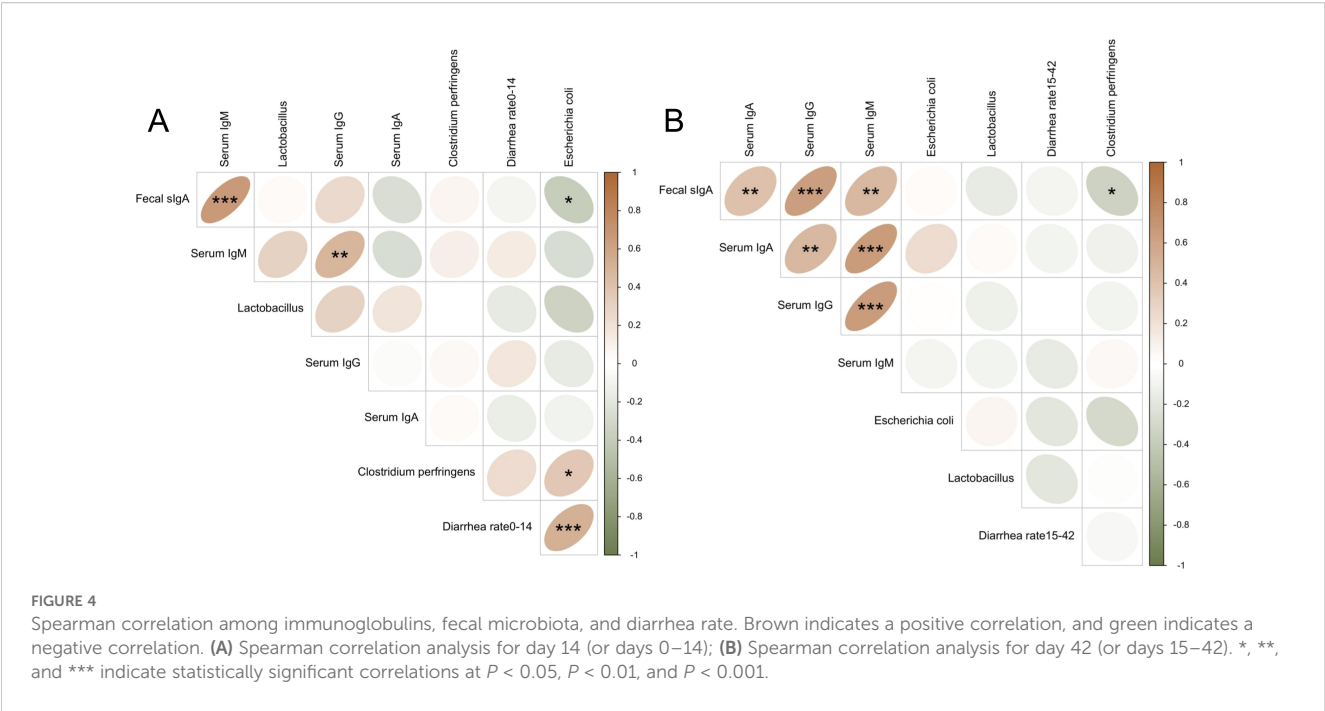 A
Serum IgM
Lactobacillus
Serum IgG
Serum IgA
Clostridium perfringens
Diarrhea rate0-14
Escherichia coli
Fecal sIgA
***
*
Serum IgM
**
Lactobacillus
Serum IgG
Serum IgA
Clostridium perfringens
*
Diarrhea rate0-14
***
1
0.8
0.6
0.4
0.2
0
-0.2
-0.4
-0.6
-0.8
-1
B
Serum IgA
Serum IgG
Serum IgM
Escherichia coli
Lactobacillus
Diarrhea rate15-42
Clostridium perfringens
Fecal sIgA
**
***
**
*
Serum IgA
**
***
Serum IgG
***
Serum IgM
Escherichia coli
Lactobacillus
Diarrhea rate15-42
1
0.8
0.6
0.4
0.2
0
-0.2
-0.4
-0.6
-0.8
-1
FIGURE 4
Spearman correlation among immunoglobulins, fecal microbiota, and diarrhea rate. Brown indicates a positive correlation, and green indicates a
negative correlation. (A) Spearman correlation analysis for day 14 (or days 0–14); (B) Spearman correlation analysis for day 42 (or days 15–42). *, **,
and *** indicate statistically significant correlations at P < 0.05, P < 0.01, and P < 0.001.